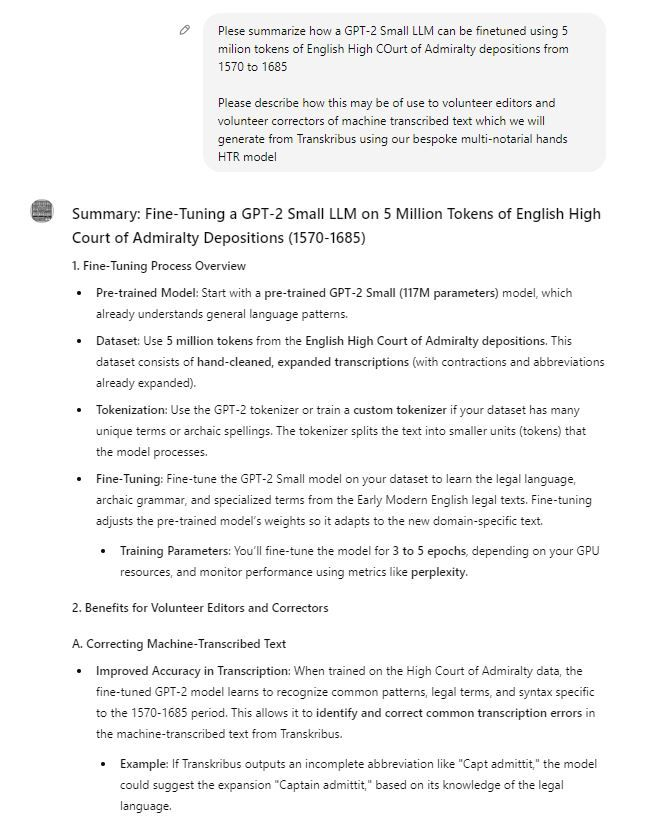 Plese summarize how a GPT-2 Small LLM can be finetuned using 5
milion tokens of English High COurt of Admiralty depositions from
1570 to 1685
Please describe how this may be of use to volunteer editors and
volunteer correctors of machine transcribed text which we will
generate from Transkribus using our bespoke multi-notarial hands
HTR model
Summary: Fine-Tuning a GPT-2 Small LLM on 5 Million Tokens of English High
Court of Admiralty Depositions (1570-1685)
1. Fine-Tuning Process Overview
• Pre-trained Model: Start with a pre-trained GPT-2 Small (117M parameters) model, which
already understands general language patterns.
• Dataset: Use 5 million tokens from the English High Court of Admiralty depositions. This
dataset consists of hand-cleaned, expanded transcriptions (with contractions and abbreviations
already expanded).
• Tokenization: Use the GPT-2 tokenizer or train a custom tokenizer if your dataset has many
unique terms or archaic spellings. The tokenizer splits the text into smaller units (tokens) that
the model processes.
• Fine-Tuning: Fine-tune the GPT-2 Small model on your dataset to learn the legal language,
archaic grammar, and specialized terms from the Early Modern English legal texts. Fine-tuning
adjusts the pre-trained model's weights so it adapts to the new domain-specific text.
• Training Parameters: You'll fine-tune the model for 3 to 5 epochs, depending on your GPU
resources, and monitor performance using metrics like perplexity.
2. Benefits for Volunteer Editors and Correctors
A. Correcting Machine-Transcribed Text
• Improved Accuracy in Transcription: When trained on the High Court of Admiralty data, the
fine-tuned GPT-2 model learns to recognize common patterns, legal terms, and syntax specific
to the 1570-1685 period. This allows it to identify and correct common transcription errors in
the machine-transcribed text from Transkribus.
• Example: If Transkribus outputs an incomplete abbreviation like "Capt admittit," the model
could suggest the expansion "Captain admittit," based on its knowledge of the legal
language.